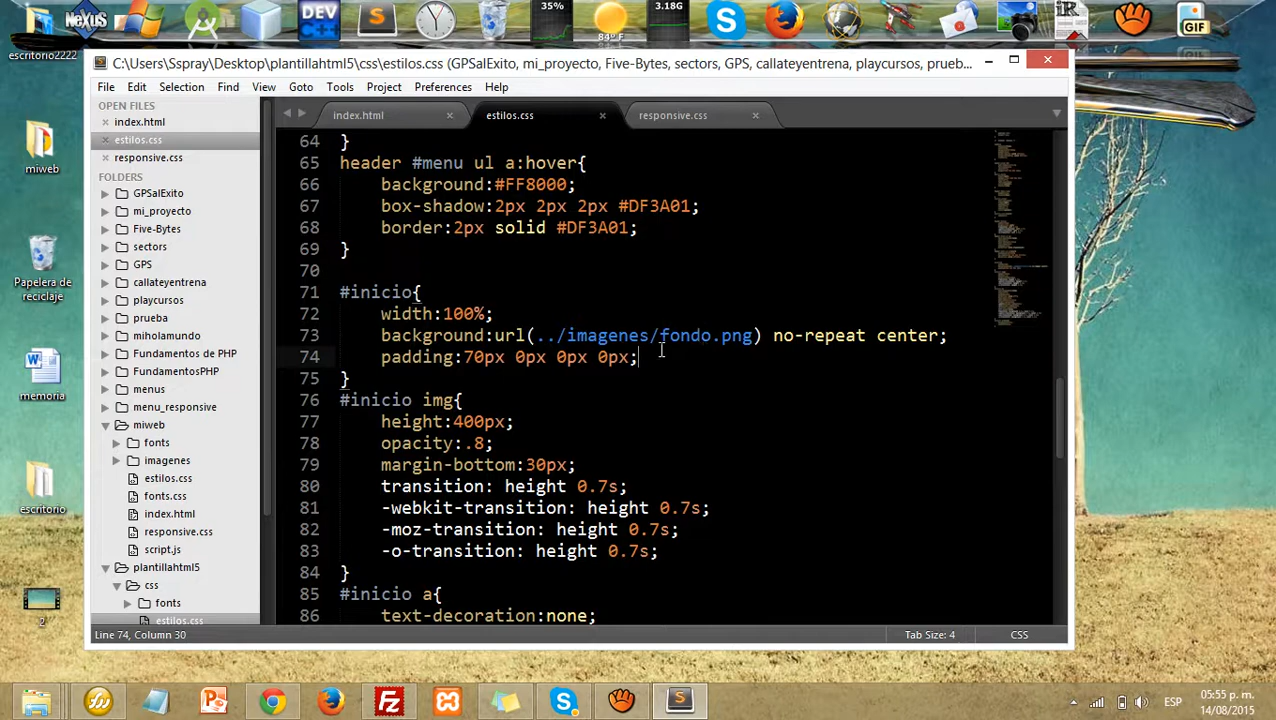 NeXUS
DEV
C++
35%
84º F
3.18G
GIF
escritorio2222
miweb
Papelera de
reciclaje
memoria
escritorio
2
C:\Users\Sspray\Desktop\plantillahtml5\css\estilos.css (GPSalExito, mi_proyecto, Five-Bytes, sectors, GPS, callateyentrena, playcursos, prueb...
File Edit Selection Find View Goto Tools Project Preferences Help
OPEN FILES
index.html
estilos.css
responsive.css
FOLDERS
GPSalExito
mi_proyecto
Five-Bytes
sectors
GPS
callateyentrena
playcursos
prueba
miholamundo
Fundamentos de PHP
FundamentosPHP
menus
menu_responsive
miweb
fonts
imagenes
estilos.css
fonts.css
index.html
responsive.css
script.js
plantillahtml5
css
fonts
estilos.css
index.html estilos.css responsive.css
64 }
65 header #menu ul a:hover{
66 background:#FF8000;
67 box-shadow:2px 2px 2px #DF3A01;
68 border:2px solid #DF3A01;
69 }
70
71 #inicio{
72 width:100%;
73 background:url(../imagenes/fondo.png) no-repeat center;
74 padding:70px 0px 0px 0px;
75 }
76 #inicio img{
77 height:400px;
78 opacity:.8;
79 margin-bottom:30px;
80 transition: height 0.7s;
81 -webkit-transition: height 0.7s;
82 -moz-transition: height 0.7s;
83 -o-transition: height 0.7s;
84 }
85 #inicio a{
86 text-decoration:none;
Line 74, Column 30 Tab Size: 4 CSS
ESP
05:55 p. m.
14/08/2015